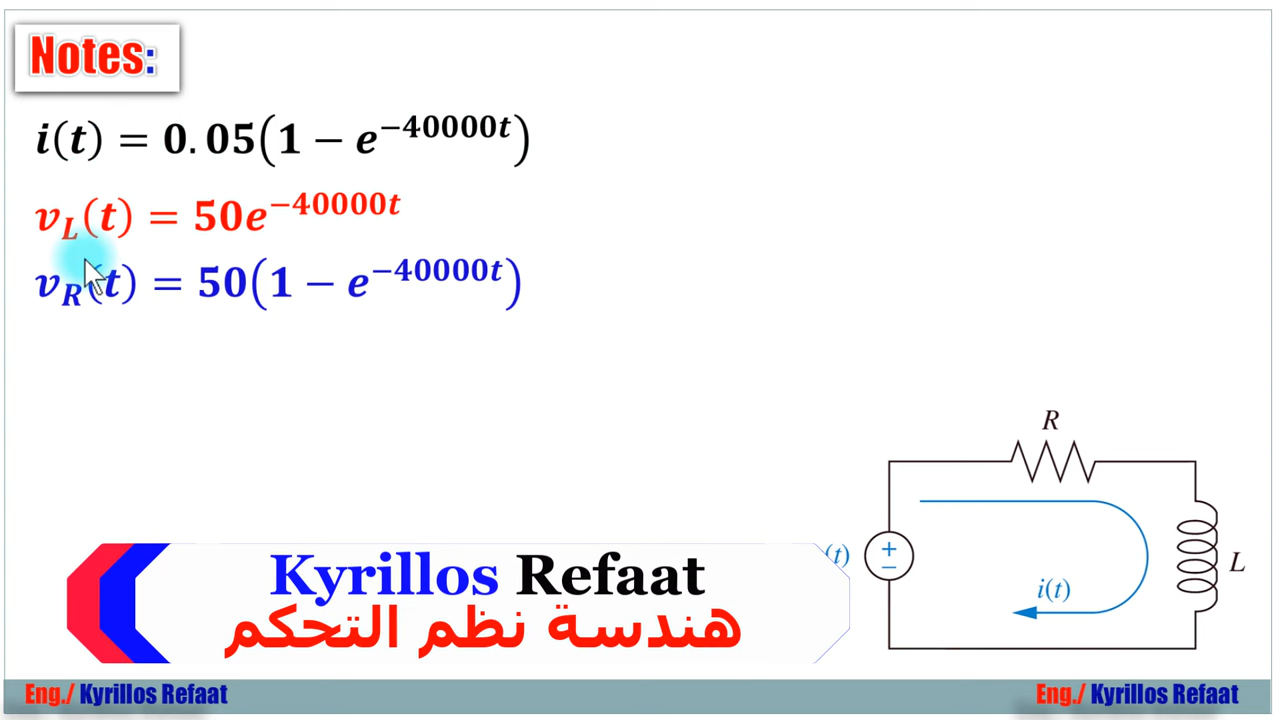 Notes:
i(t) = 0.05(1 − e^{−40000t})
v_L(t) = 50e^{−40000t}
v_R(t) = 50(1 − e^{−40000t})
R
(t)
+
−
i(t)
L
Kyrillos Refaat
هندسة نظم التحكم
Eng./ Kyrillos Refaat
Eng./ Kyrillos Refaat